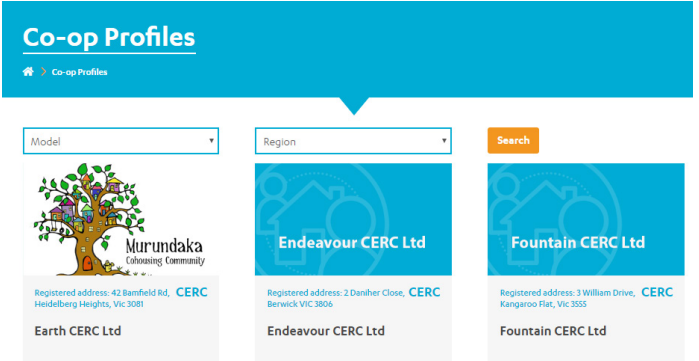 Co-op Profiles
Co-op Profiles
Model
Region
Search
Murundaka
Cohousing Community
Registered address: 42 Bamfield Rd,
Heidelberg Heights, Vic 3081
CERC
Earth CERC Ltd
Endeavour CERC Ltd
Registered address: 2 Daniher Close,
Berwick VIC 3806
CERC
Endeavour CERC Ltd
Fountain CERC Ltd
Registered address: 3 William Drive,
Kangaroo Flat, Vic 3555
CERC
Fountain CERC Ltd